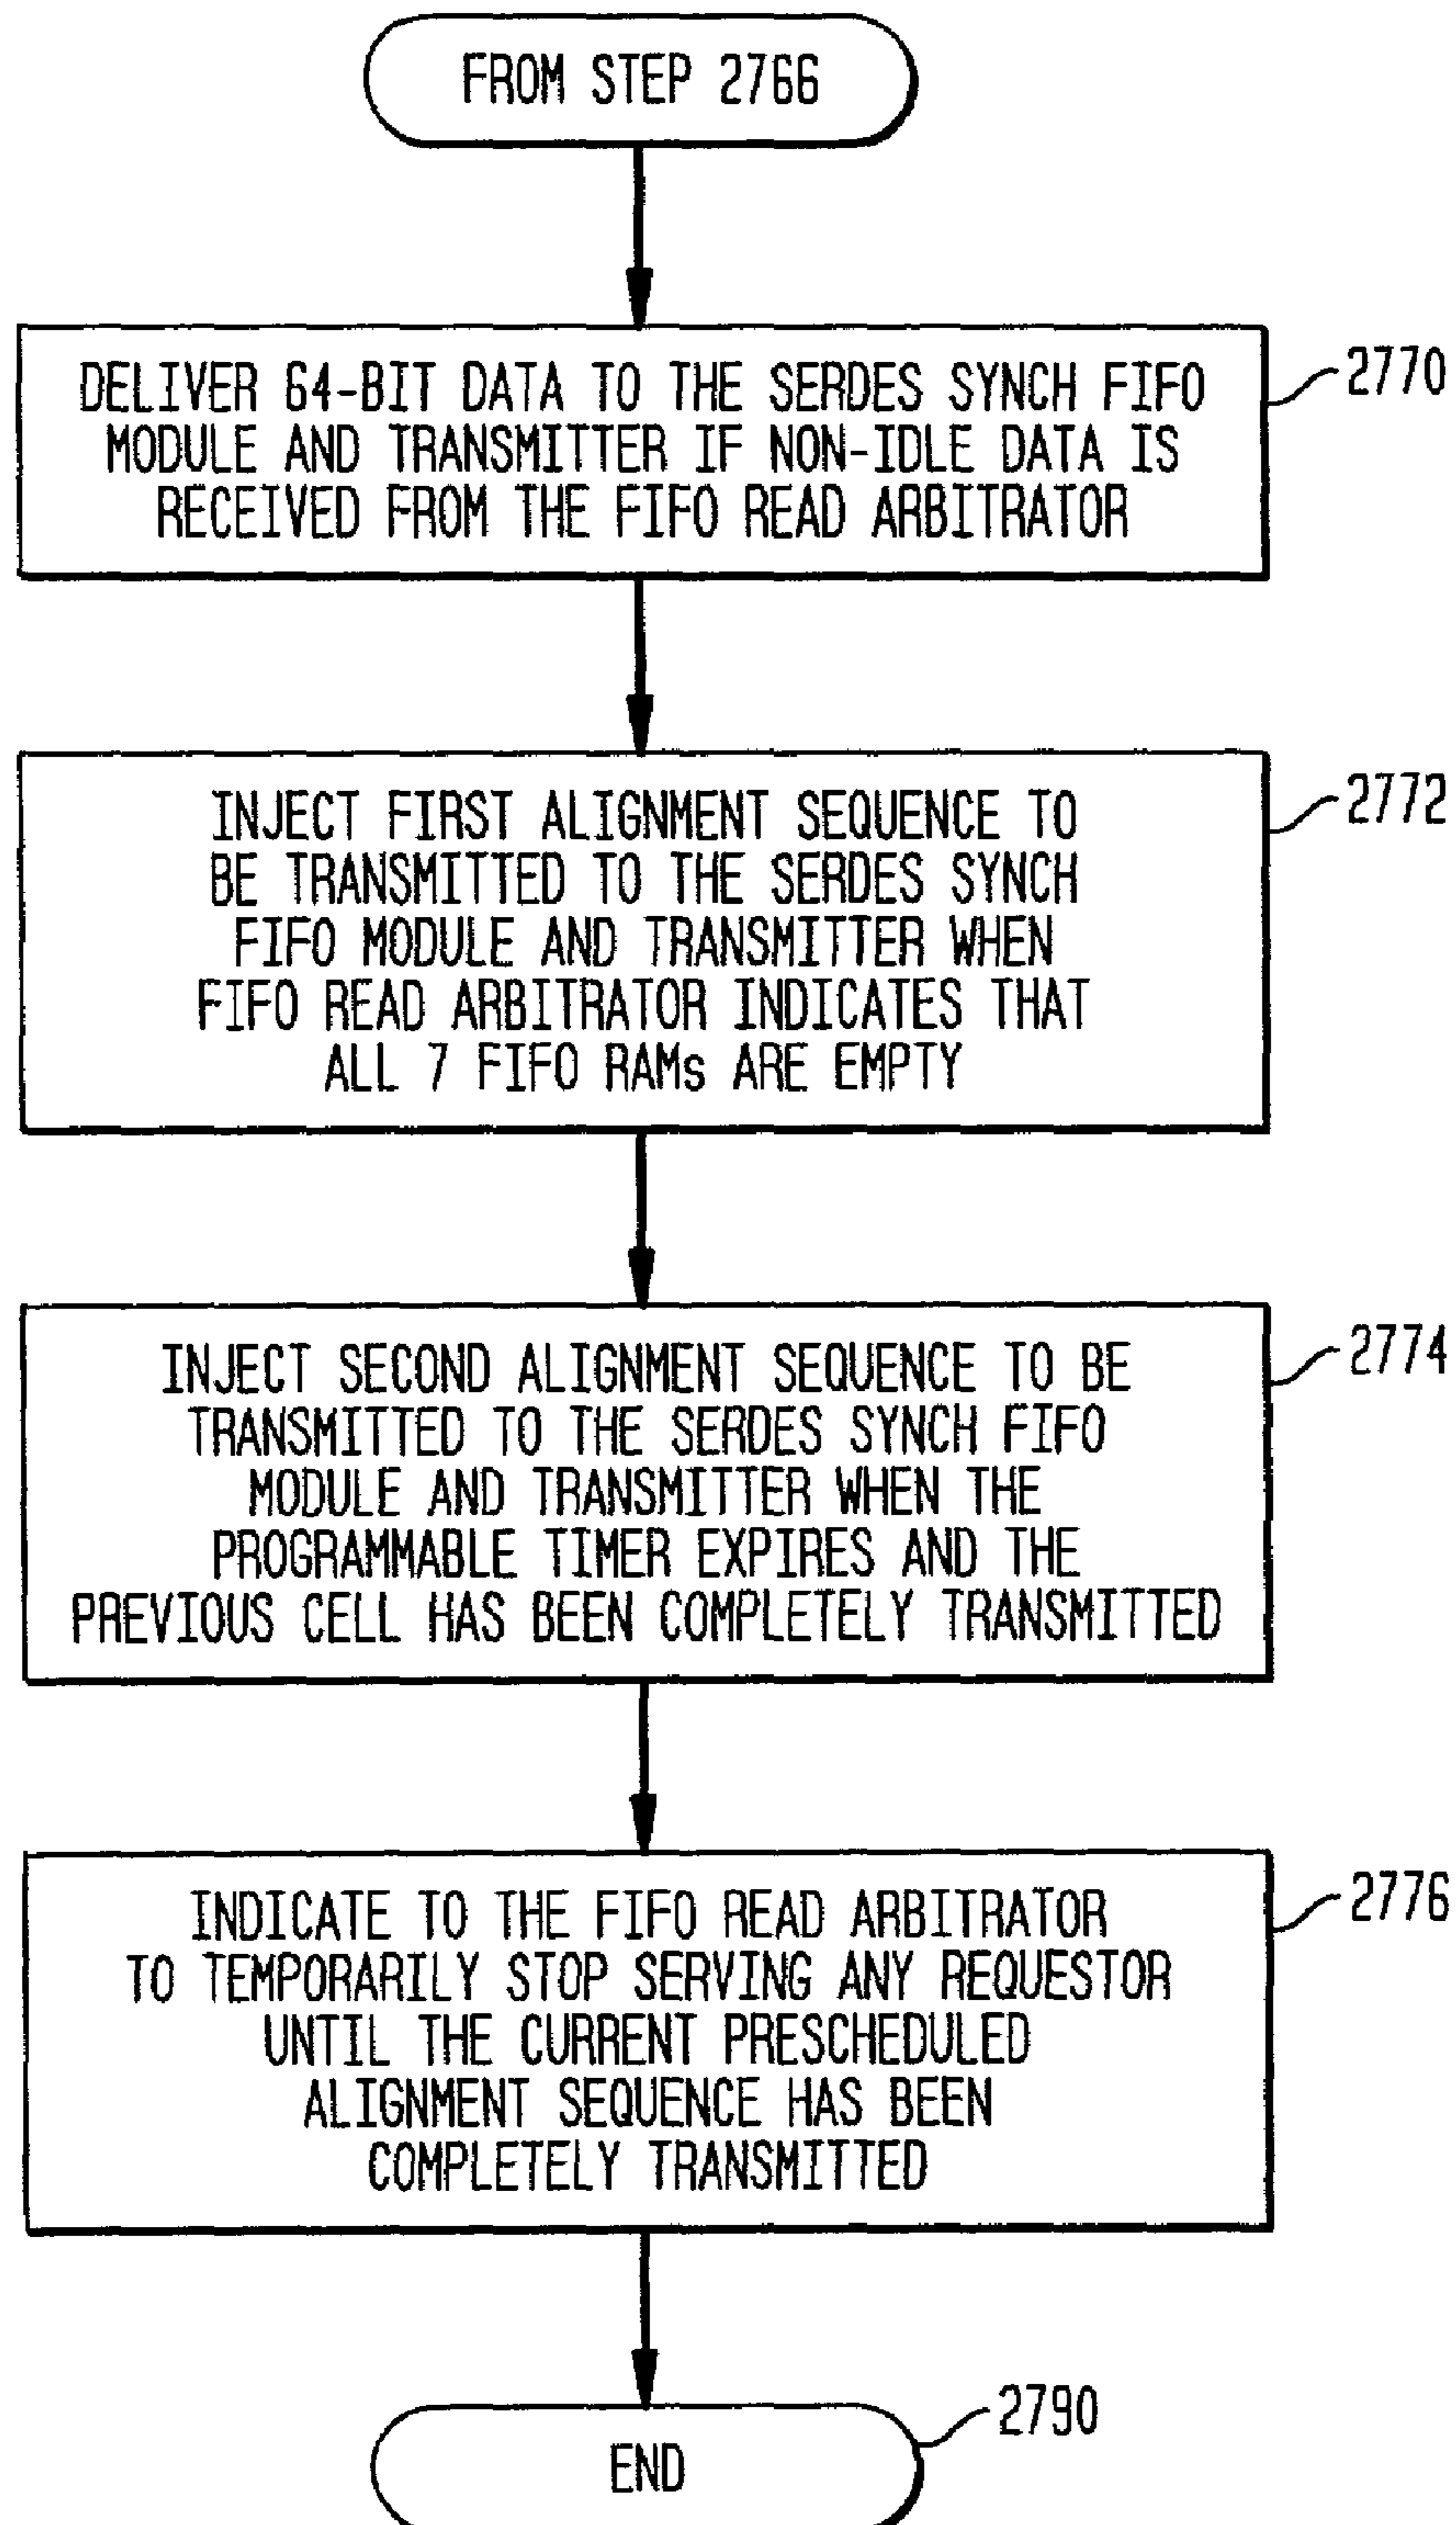 FROM STEP 2766
DELIVER 64-BIT DATA TO THE SERDES SYNCH FIFO
MODULE AND TRANSMITTER IF NON-IDLE DATA IS
RECEIVED FROM THE FIFO READ ARBITRATOR
2770
INJECT FIRST ALIGNMENT SEQUENCE TO
BE TRANSMITTED TO THE SERDES SYNCH
FIFO MODULE AND TRANSMITTER WHEN
FIFO READ ARBITRATOR INDICATES THAT
ALL 7 FIFO RAMs ARE EMPTY
2772
INJECT SECOND ALIGNMENT SEQUENCE TO BE
TRANSMITTED TO THE SERDES SYNCH FIFO
MODULE AND TRANSMITTER WHEN THE
PROGRAMMABLE TIMER EXPIRES AND THE
PREVIOUS CELL HAS BEEN COMPLETELY TRANSMITTED
2774
INDICATE TO THE FIFO READ ARBITRATOR
TO TEMPORARILY STOP SERVING ANY REQUESTOR
UNTIL THE CURRENT PRESCHEDULED
ALIGNMENT SEQUENCE HAS BEEN
COMPLETELY TRANSMITTED
2776
END
2790